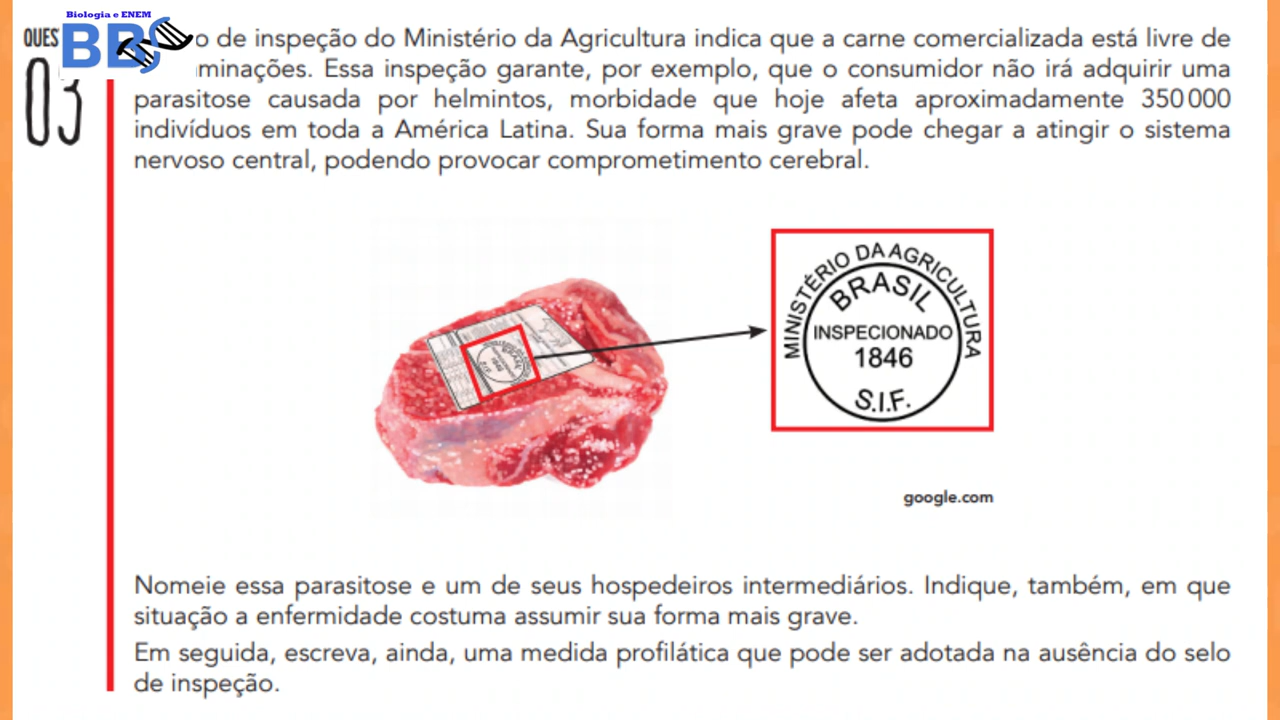 Biologia e ENEM
BBS
QUES
03
o de inspeção do Ministério da Agricultura indica que a carne comercializada está livre de
minações. Essa inspeção garante, por exemplo, que o consumidor não irá adquirir uma
parasitose causada por helmintos, morbidade que hoje afeta aproximadamente 350 000
indivíduos em toda a América Latina. Sua forma mais grave pode chegar a atingir o sistema
nervoso central, podendo provocar comprometimento cerebral.
MINISTÉRIO DA AGRICULTURA
BRASIL
INSPECIONADO
1846
S.I.F.
google.com
Nomeie essa parasitose e um de seus hospedeiros intermediários. Indique, também, em que
situação a enfermidade costuma assumir sua forma mais grave.
Em seguida, escreva, ainda, uma medida profilática que pode ser adotada na ausência do selo
de inspeção.